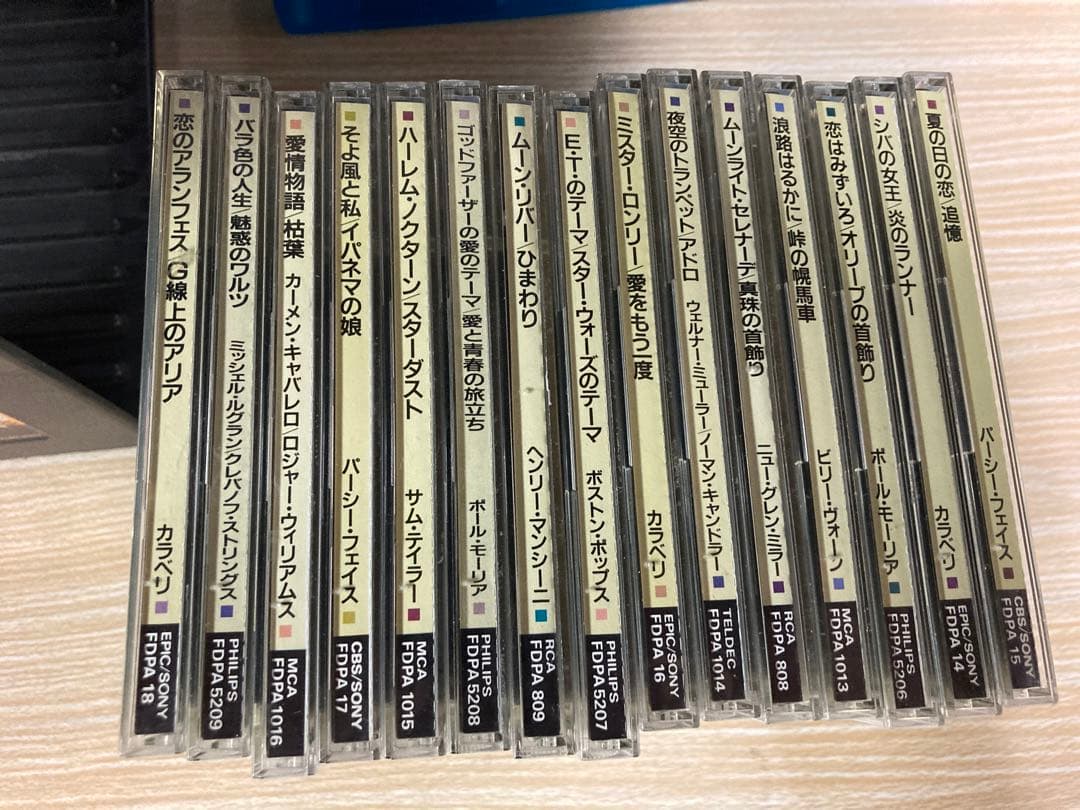 恋のアランフェス/G線上のアリア カラベリ
EPIC/SONY
FDPA 18
バラ色の人生/魅惑のワルツ ミッシェル・ルグラン/クレバノフ・ストリングス
PHILIPS
FDPA 5209
愛情物語/枯葉 カーメン・キャバレロ/ロジャー・ウィリアムス
MCA
FDPA 1016
そよ風と私/イパネマの娘 パーシー・フェイス
CBS/SONY
FDPA 17
ハーレム・ノクターン/スターダスト サム・テイラー
MCA
FDPA 1015
ゴッドファーザーの愛のテーマ/愛と青春の旅立ち ポール・モーリア
PHILIPS
FDPA 5208
ムーン・リバー/ひまわり ヘンリー・マンシーニ
RCA
FDPA 809
E・T・のテーマ/スター・ウォーズのテーマ ボストン・ポップス
PHILIPS
FDPA 5207
ミスター・ロンリー/愛をもう一度 カラベリ
EPIC/SONY
FDPA 16
夜空のトランペット/アドロ ウェルナー・ミューラー/ノーマン・キャンドラー
TELDEC
FDPA 1014
ムーンライト・セレナーデ/真珠の首飾り ニュー・グレン・ミラー
RCA
FDPA 808
浪路はるかに/峠の幌馬車 ビリー・ヴォーン
MCA
FDPA 1013
恋はみずいろ/オリーブの首飾り ポール・モーリア
PHILIPS
FDPA 5206
シバの女王/炎のランナー カラベリ
EPIC/SONY
FDPA 14
夏の日の恋/追憶 パーシー・フェイス
CBS/SONY
FDPA 15